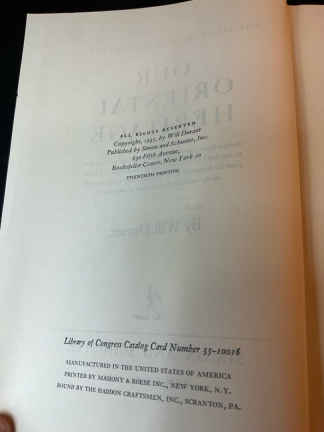 ALL RIGHTS RESERVED
Copyright, 1935, by Will Durant
Published by Simon and Schuster, Inc.
630 Fifth Avenue,
Rockefeller Center, New York 20
TWENTIETH PRINTING
Library of Congress Catalog Card Number 55-10016
MANUFACTURED IN THE UNITED STATES OF AMERICA
PRINTED BY MAHONY & ROESE INC., NEW YORK, N. Y.
BOUND BY THE HADDON CRAFTSMEN, INC., SCRANTON, PA.